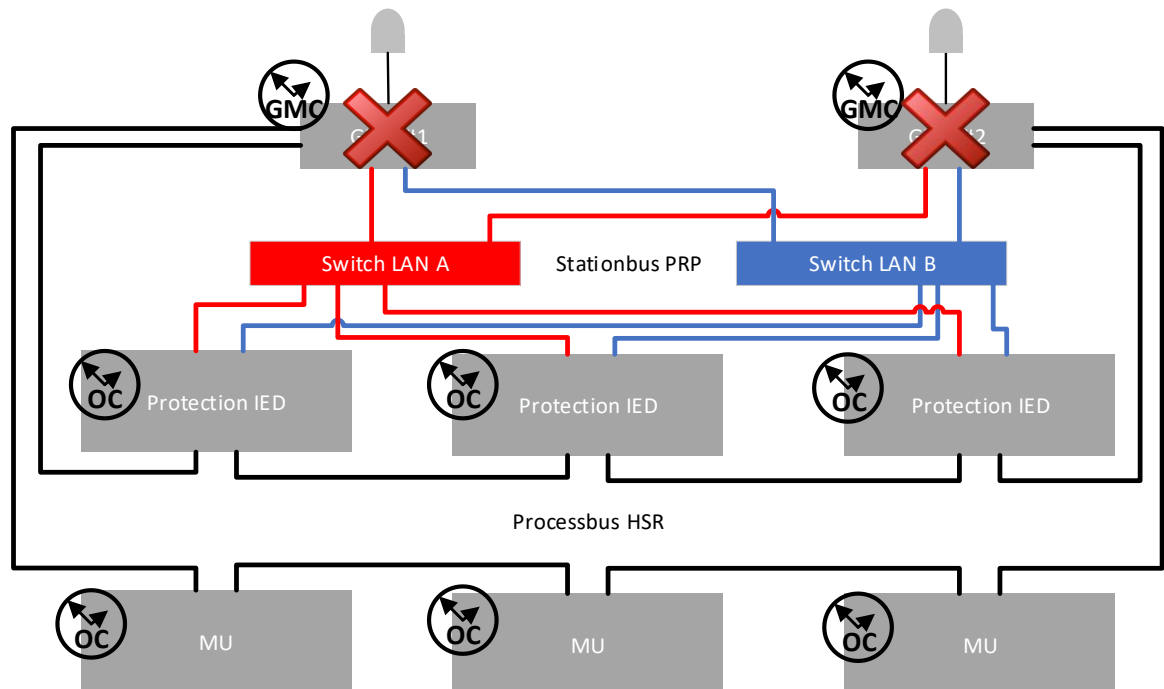 GMC
GMC
Switch LAN A
Stationbus PRP
Switch LAN B
OC
Protection IED
OC
Protection IED
OC
Protection IED
Processbus HSR
OC
MU
OC
MU
OC
MU